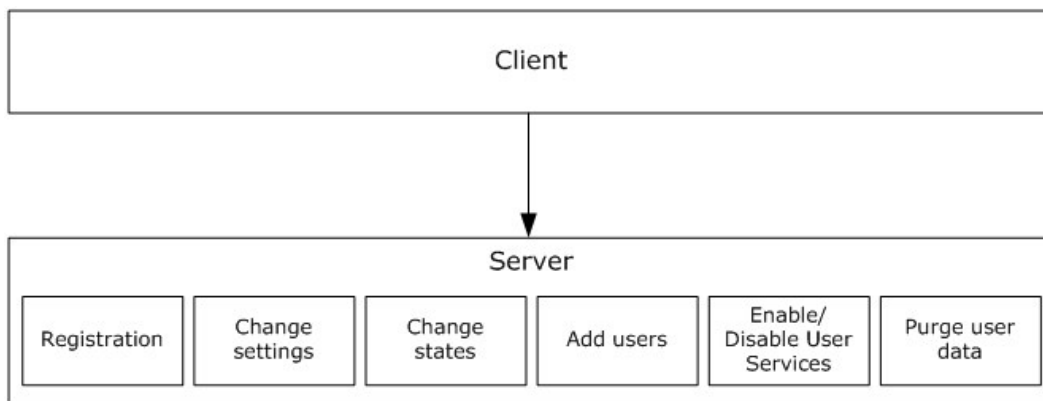 Client
Server
Registration
Change
settings
Change
states
Add users
Enable/
Disable User
Services
Purge user
data